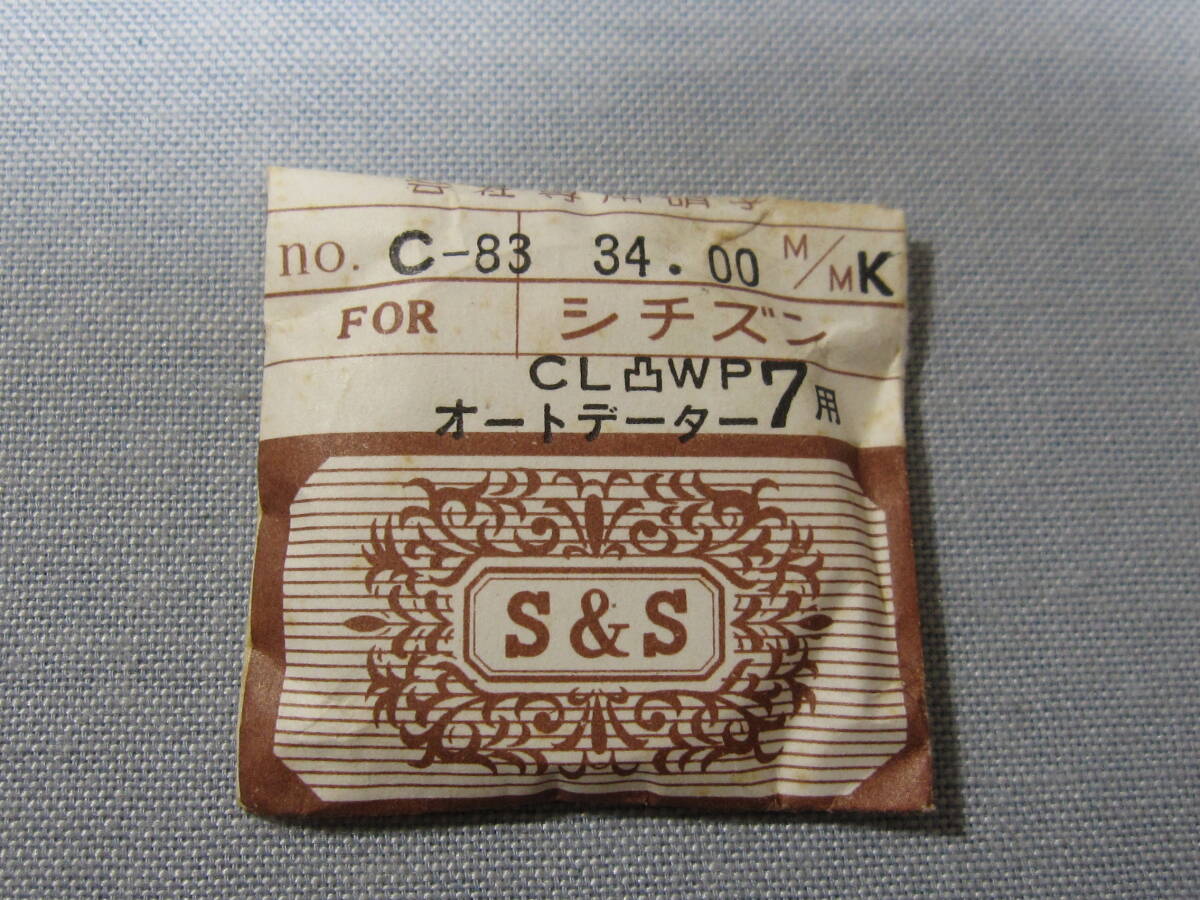 no. C-83 34.00 M/M K
FOR シチズン
CL凸WP
オートデーター7用
S&S